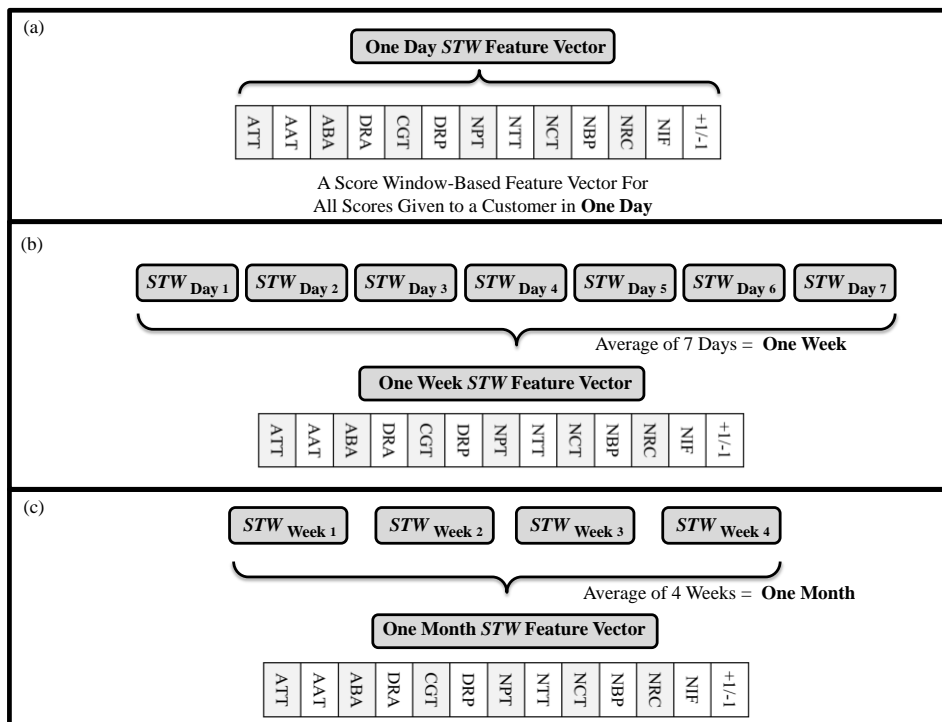 (a)
One Day STW Feature Vector
ATT AAT ABA DRA CGT DRP NPT NTT NCT NBP NRC NIF +1/-1
A Score Window-Based Feature Vector For
All Scores Given to a Customer in One Day
(b)
STW Day 1 STW Day 2 STW Day 3 STW Day 4 STW Day 5 STW Day 6 STW Day 7
Average of 7 Days = One Week
One Week STW Feature Vector
ATT AAT ABA DRA CGT DRP NPT NTT NCT NBP NRC NIF +1/-1
(c)
STW Week 1 STW Week 2 STW Week 3 STW Week 4
Average of 4 Weeks = One Month
One Month STW Feature Vector
ATT AAT ABA DRA CGT DRP NPT NTT NCT NBP NRC NIF +1/-1